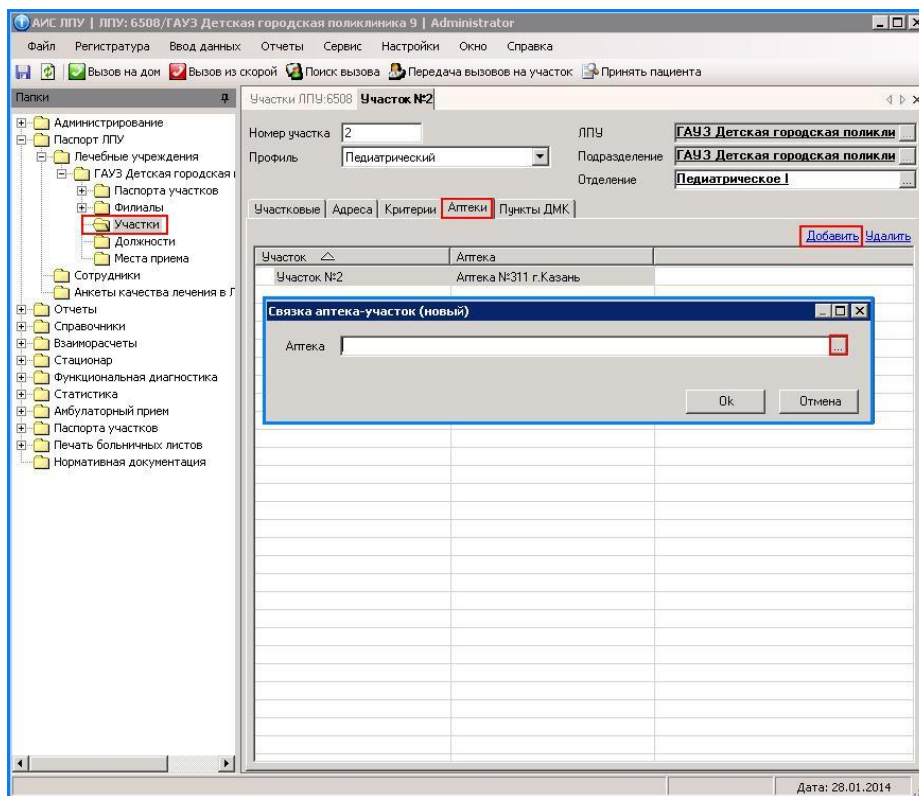 АИС ЛПУ | ЛПУ: 6508/ГАУЗ Детская городская поликлиника 9 | Administrator
Файл Регистратура Ввод данных Отчеты Сервис Настройки Окно Справка
Вызов на дом Вызов из скорой Поиск вызова Передача вызовов на участок Принять пациента
Папки
Администрирование
Паспорт ЛПУ
Лечебные учреждения
ГАУЗ Детская городская
Паспорта участков
Филиалы
Участки
Должности
Места приема
Сотрудники
Анкеты качества лечения в
Отчеты
Справочники
Взаиморасчеты
Стационар
Функциональная диагностика
Статистика
Амбулаторный прием
Паспорта участков
Печать больничных листов
Нормативная документация
Участки ЛПУ:6508 Участок №2
Номер участка 2 ЛПУ ГАУЗ Детская городская поликли ...
Профиль Педиатрический Подразделение ГАУЗ Детская городская поликли ...
Отделение Педиатрическое I ...
Участковые Адреса Критерии Аптеки Пункты ДМК
Добавить Удалить
Участок Аптека
Участок №2 Аптека №311 г.Казань
Связка аптека-участок (новый)
Аптека ...
Ok Отмена
Дата: 28.01.2014